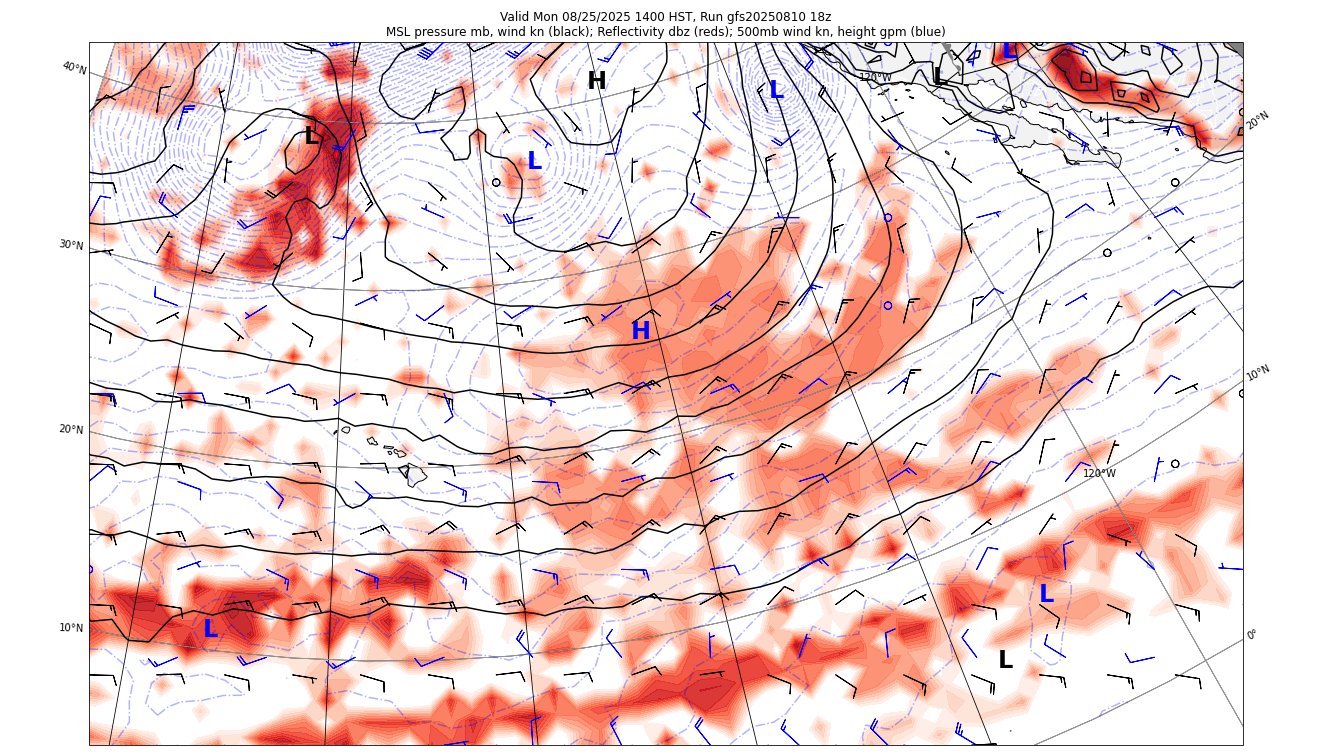 Valid Mon 08/25/2025 1400 HST, Run gfs20250810 18z
MSL pressure mb, wind kn (black); Reflectivity dbz (reds); 500mb wind kn, height gpm (blue)
L
H
L
L
L
120°W
40°N
20°N
L
L
30°N
H
10°N
20°N
120°W
L
10°N
L
0°
L